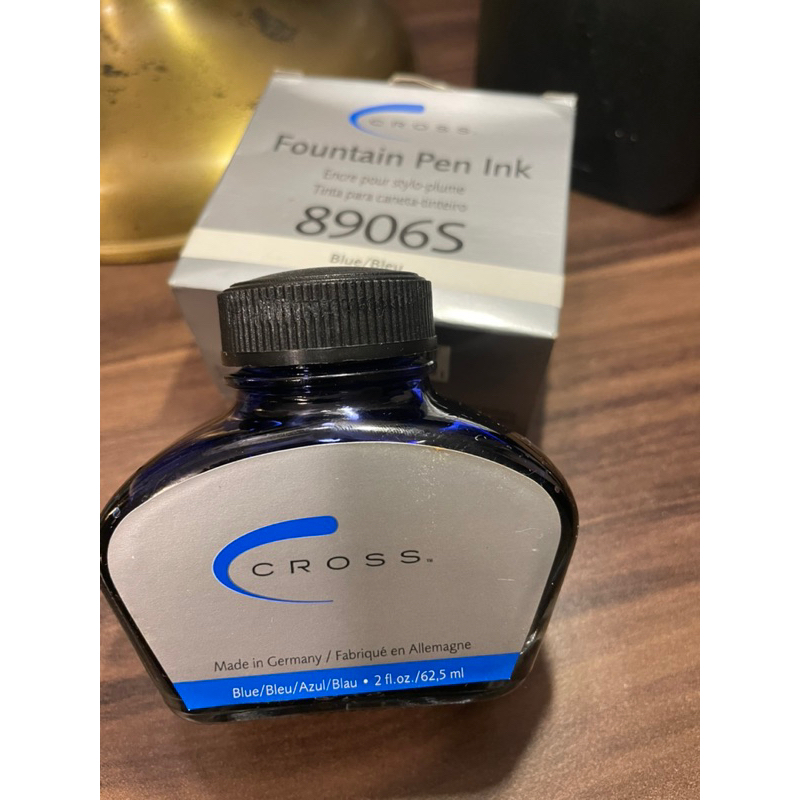 CROSS
Fountain Pen Ink
Encre pour stylo-plume
Tinta para caneta-tinteiro
8906S
Blue/Bleu
CROSS™
Made in Germany / Fabriqué en Allemagne
Blue/Bleu/Azul/Blau • 2 fl.oz./62,5 ml